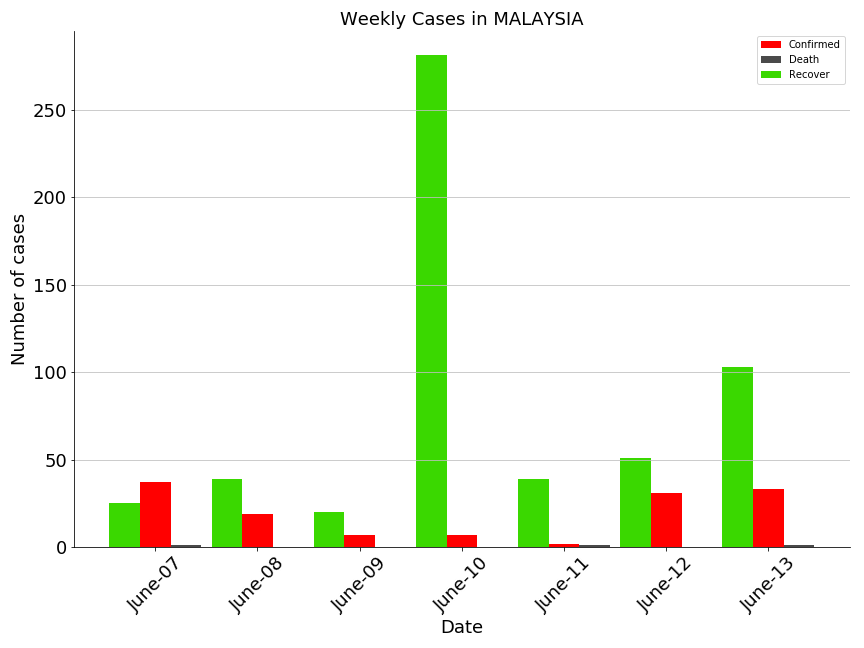 Weekly Cases in MALAYSIA
Confirmed
Death
Recover
Number of cases
250
200
150
100
50
0
June-07
June-08
June-09
June-10
June-11
June-12
June-13
Date